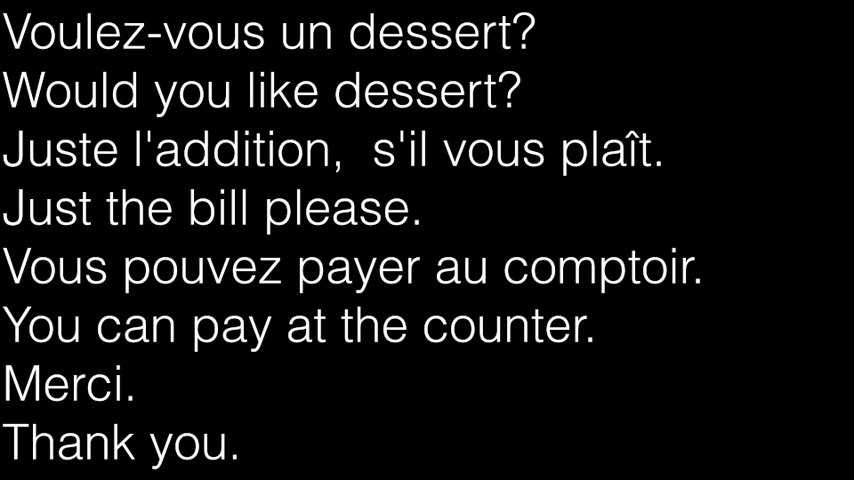 Voulez-vous un dessert?
Would you like dessert?
Juste l'addition,  s'il vous plaît.
Just the bill please.
Vous pouvez payer au comptoir.
You can pay at the counter.
Merci.
Thank you.